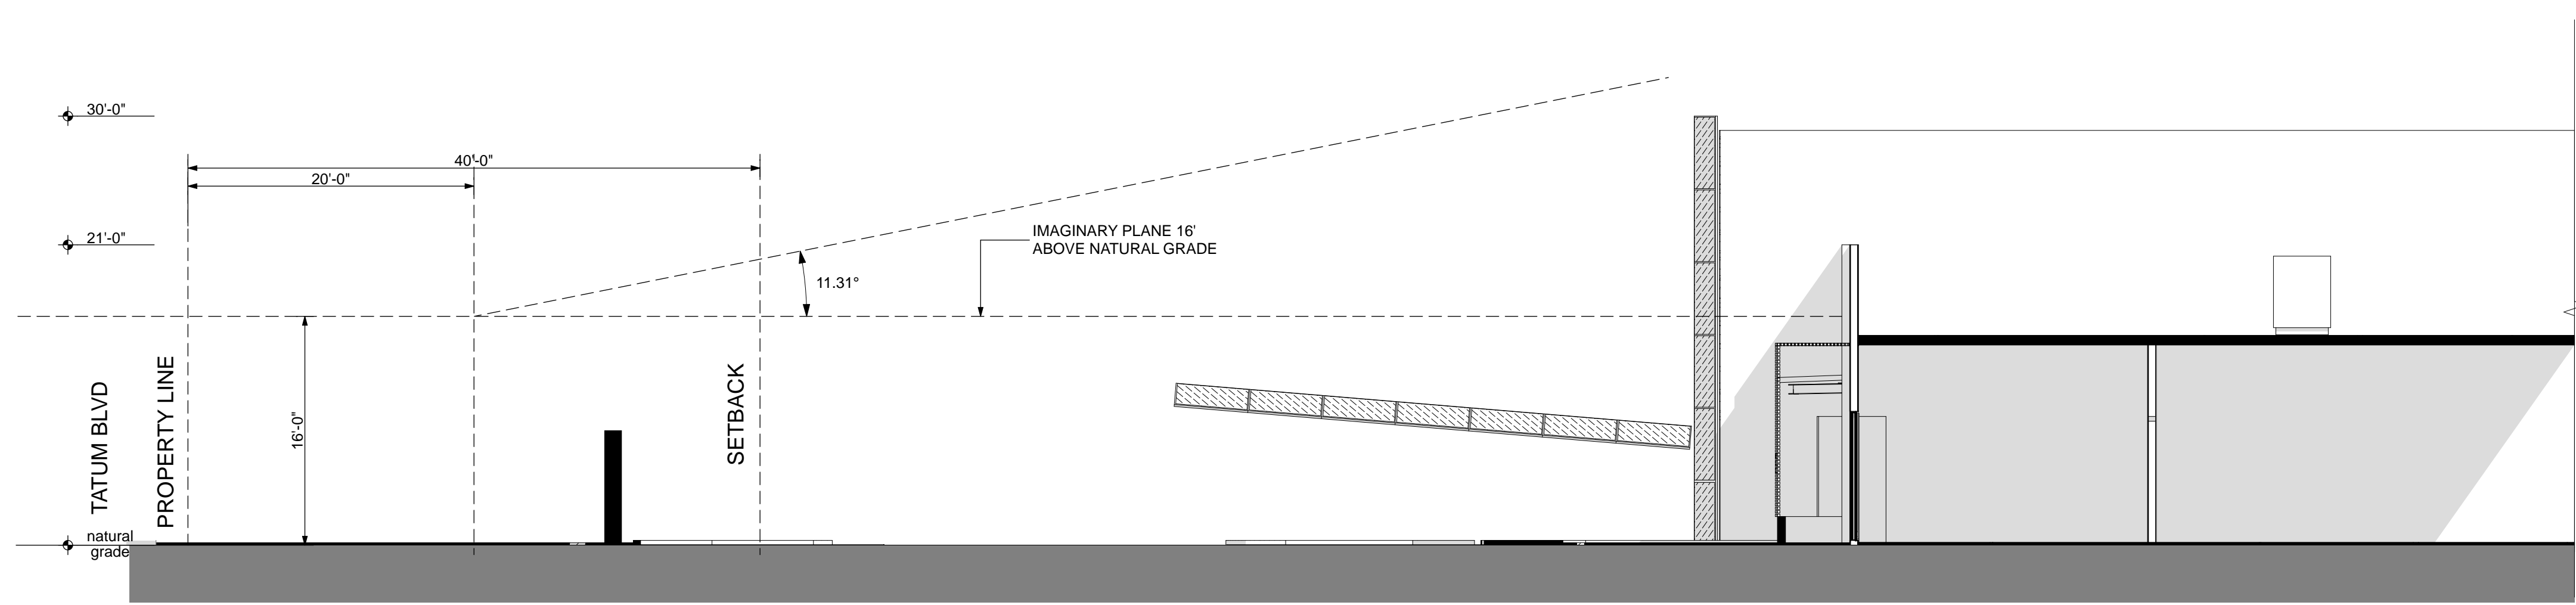 30'-0"
40'-0"
20'-0"
21'-0"
IMAGINARY PLANE 16'
ABOVE NATURAL GRADE
11.31°
16'-0"
TATUM BLVD
PROPERTY LINE
SETBACK
natural
grade